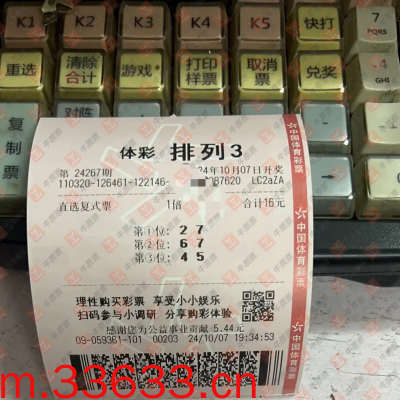 K1 K2 K3 K4 K5 快打 7 PQRS
重选 清除合计 游戏* 打印样票 取消票 兑奖 4 GHI
复制票
体彩 排列3
第 24267期 24年10月07日开奖
110320-126461-122146- 87620 LC2aZA
直选复式票 1倍 合计16元
第①位: 2 7
第②位: 6 7
第③位: 4 5
理性购买彩票 享受小小娱乐
扫码参与小调研 分享购彩体验
感谢您为公益事业贡献 5.44元
09-059361-101 00203 24/10/07 19:34:53
中国体育彩票
中国体育彩票
m.33633.cn